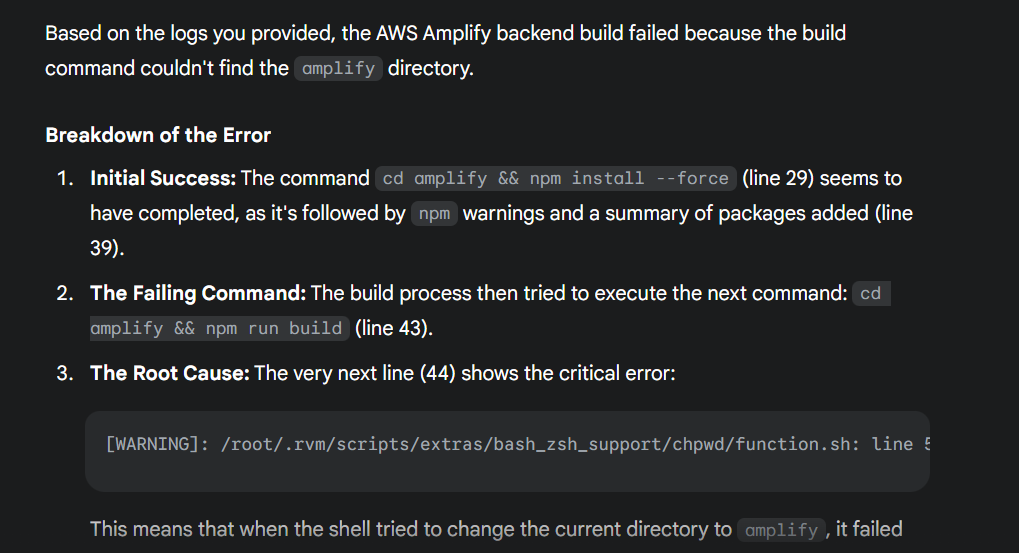 Based on the logs you provided, the AWS Amplify backend build failed because the build
command couldn't find the amplify directory.
Breakdown of the Error
1. Initial Success: The command cd amplify && npm install --force (line 29) seems to
have completed, as it's followed by npm warnings and a summary of packages added (line
39).
2. The Failing Command: The build process then tried to execute the next command: cd
amplify && npm run build (line 43).
3. The Root Cause: The very next line (44) shows the critical error:
[WARNING]: /root/.rvm/scripts/extras/bash_zsh_support/chpwd/function.sh: line
This means that when the shell tried to change the current directory to amplify, it failed